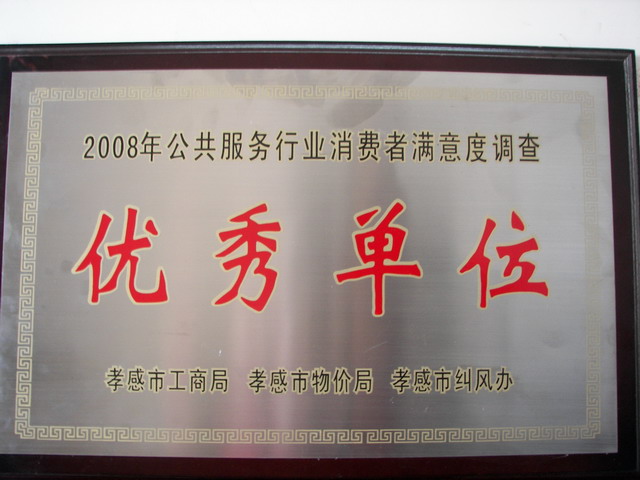 2008年公共服务行业消费者满意度调查
优秀单位
孝感市工商局 孝感市物价局 孝感市纠风办